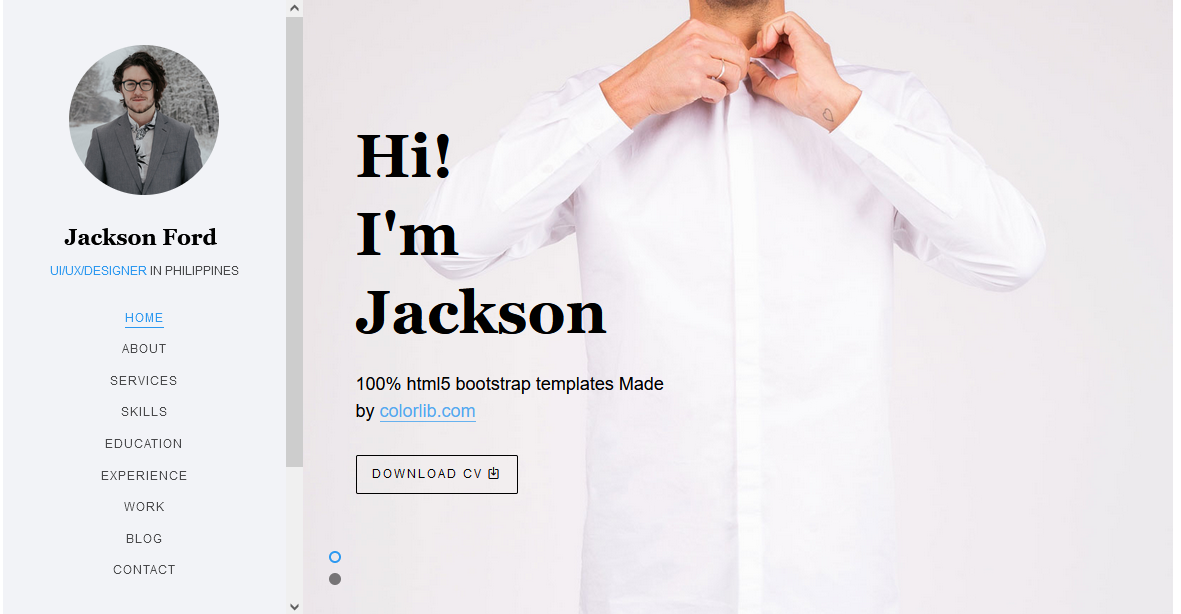 Jackson Ford
UI/UX/DESIGNER IN PHILIPPINES
HOME
ABOUT
SERVICES
SKILLS
EDUCATION
EXPERIENCE
WORK
BLOG
CONTACT
Hi!
I'm
Jackson
100% html5 bootstrap templates Made
by colorlib.com
DOWNLOAD CV